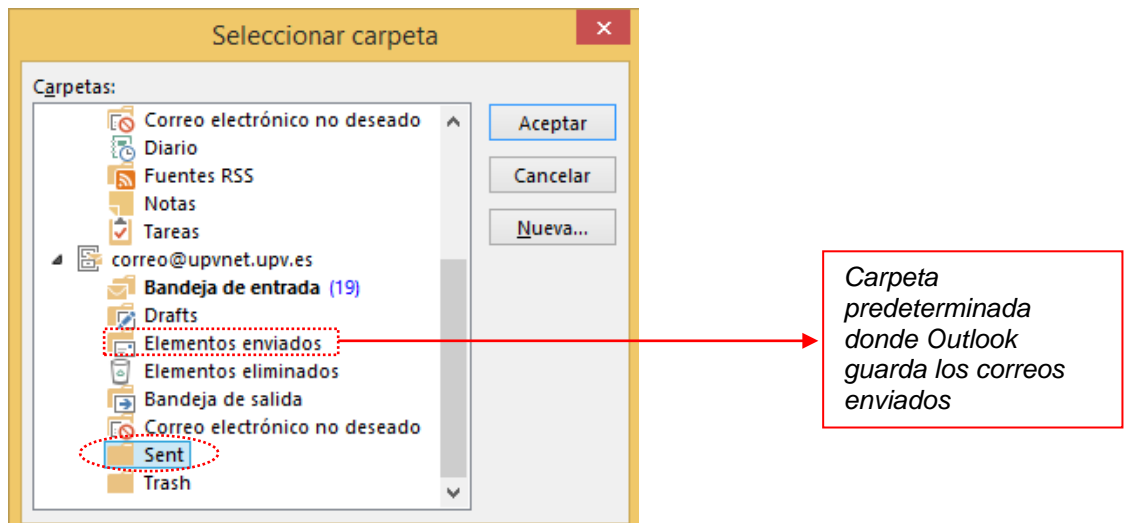 Seleccionar carpeta
Carpetas:
Correo electrónico no deseado
Diario
Fuentes RSS
Notas
Tareas
correo@upvnet.upv.es
Bandeja de entrada (19)
Drafts
Elementos enviados
Elementos eliminados
Bandeja de salida
Correo electrónico no deseado
Sent
Trash
Aceptar
Cancelar
Nueva...
Carpeta
predeterminada
donde Outlook
guarda los correos
enviados